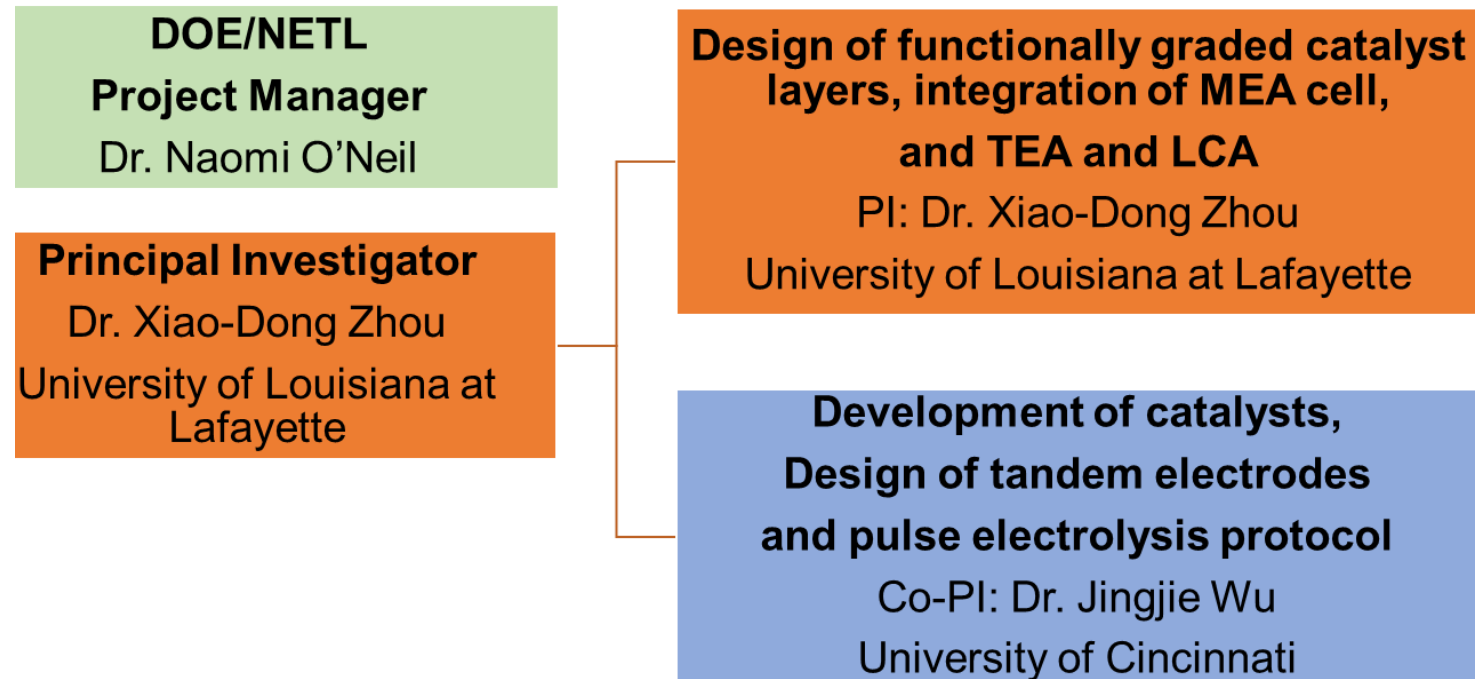 DOE/NETL
Project Manager
Dr. Naomi O’Neil
Principal Investigator
Dr. Xiao-Dong Zhou
University of Louisiana at
Lafayette
Design of functionally graded catalyst
layers, integration of MEA cell,
and TEA and LCA
PI: Dr. Xiao-Dong Zhou
University of Louisiana at Lafayette
Development of catalysts,
Design of tandem electrodes
and pulse electrolysis protocol
Co-PI: Dr. Jingjie Wu
University of Cincinnati